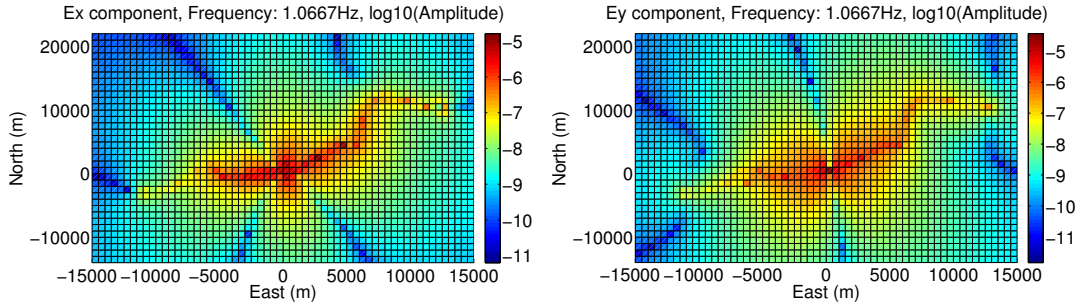 Ex component, Frequency: 1.0667Hz, log10(Amplitude)
20000
10000
0
−10000
North (m)
−15000 −10000 −5000 0 5000 10000 15000
East (m)
−5
−6
−7
−8
−9
−10
−11
Ey component, Frequency: 1.0667Hz, log10(Amplitude)
20000
10000
0
−10000
North (m)
−15000 −10000 −5000 0 5000 10000 15000
East (m)
−5
−6
−7
−8
−9
−10
−11